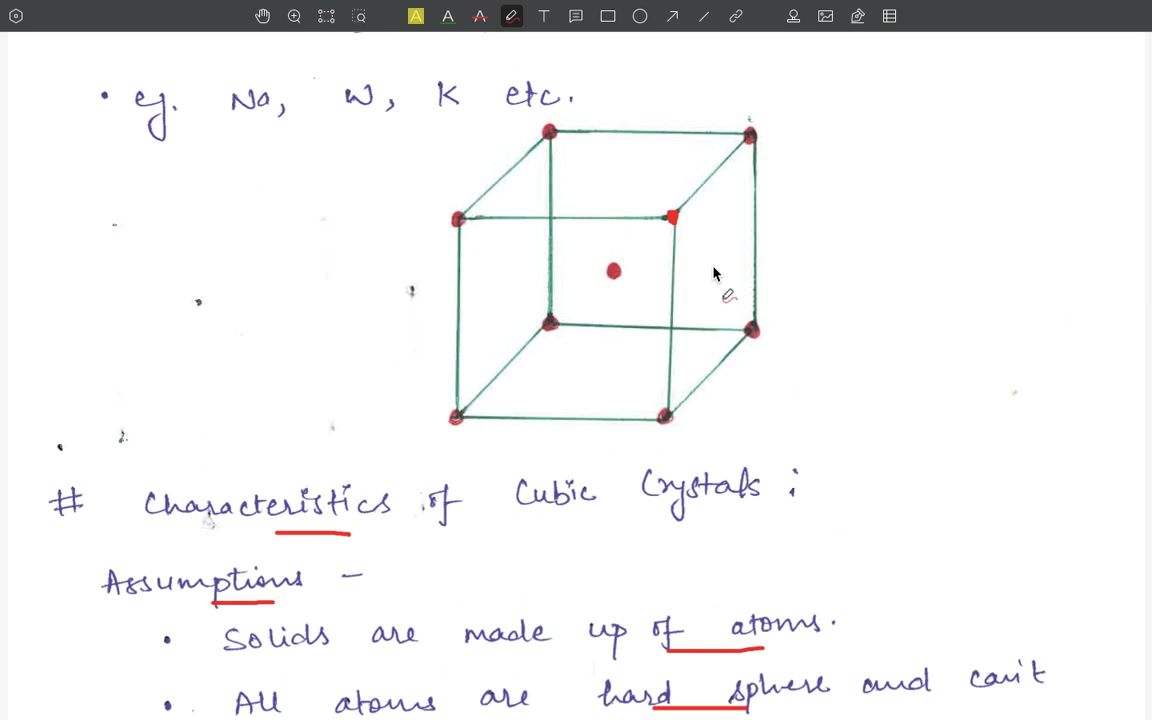 • eg. Na, W, K etc.
# Characteristics of Cubic Crystals :
Assumptions -
• Solids are made up of atoms.
• All atoms are hard sphere and can't